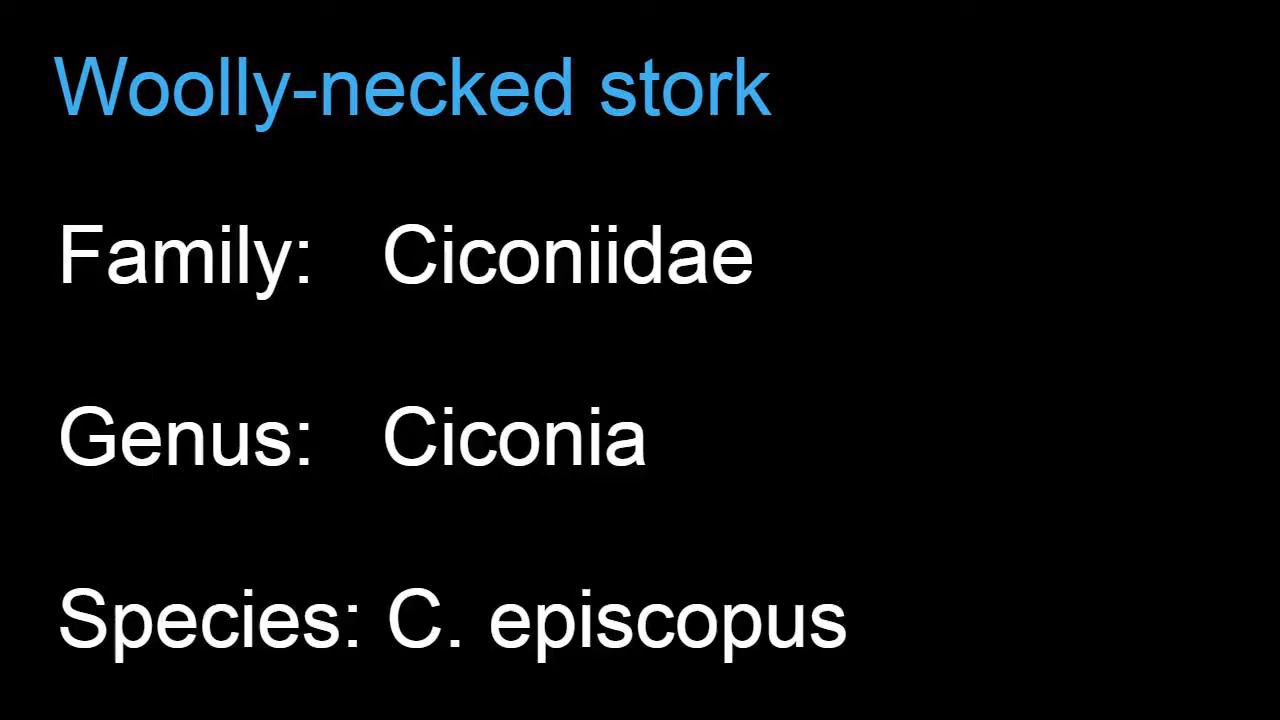 Woolly-necked stork
Family: Ciconiidae
Genus: Ciconia
Species: C. episcopus